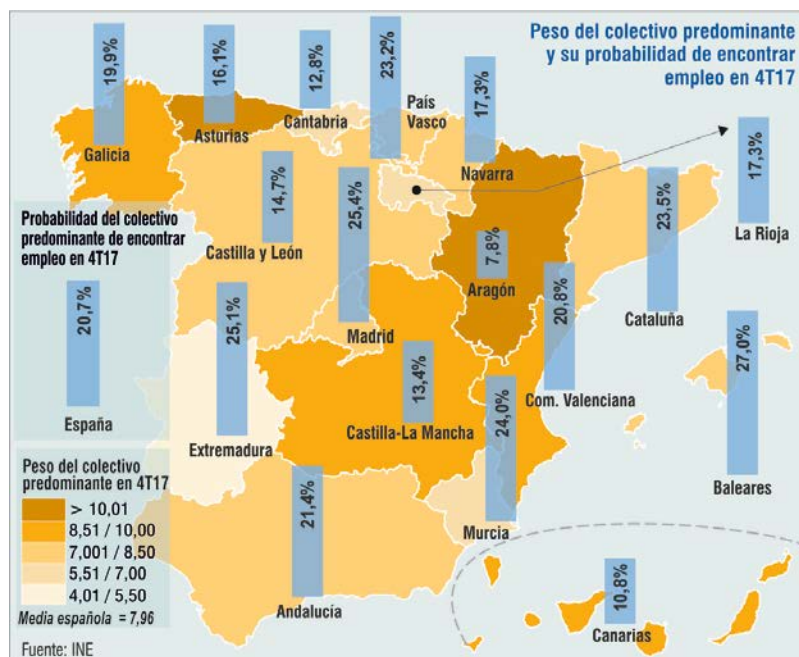 Peso del colectivo predominante
y su probabilidad de encontrar
empleo en 4T17
19,9%
Galicia
16,1%
Asturias
12,8%
Cantabria
23,2%
País
Vasco
17,3%
Navarra
17,3%
La Rioja
14,7%
Castilla y León
25,4%
Madrid
7,8%
Aragón
23,5%
Cataluña
20,8%
Com. Valenciana
27,0%
Baleares
Probabilidad del colectivo
predominante de encontrar
empleo en 4T17
20,7%
España
25,1%
Extremadura
13,4%
Castilla-La Mancha
24,0%
Murcia
21,4%
Andalucía
10,8%
Canarias
Peso del colectivo
predominante en 4T17
> 10,01
8,51 / 10,00
7,001 / 8,50
5,51 / 7,00
4,01 / 5,50
Media española = 7,96
Fuente: INE